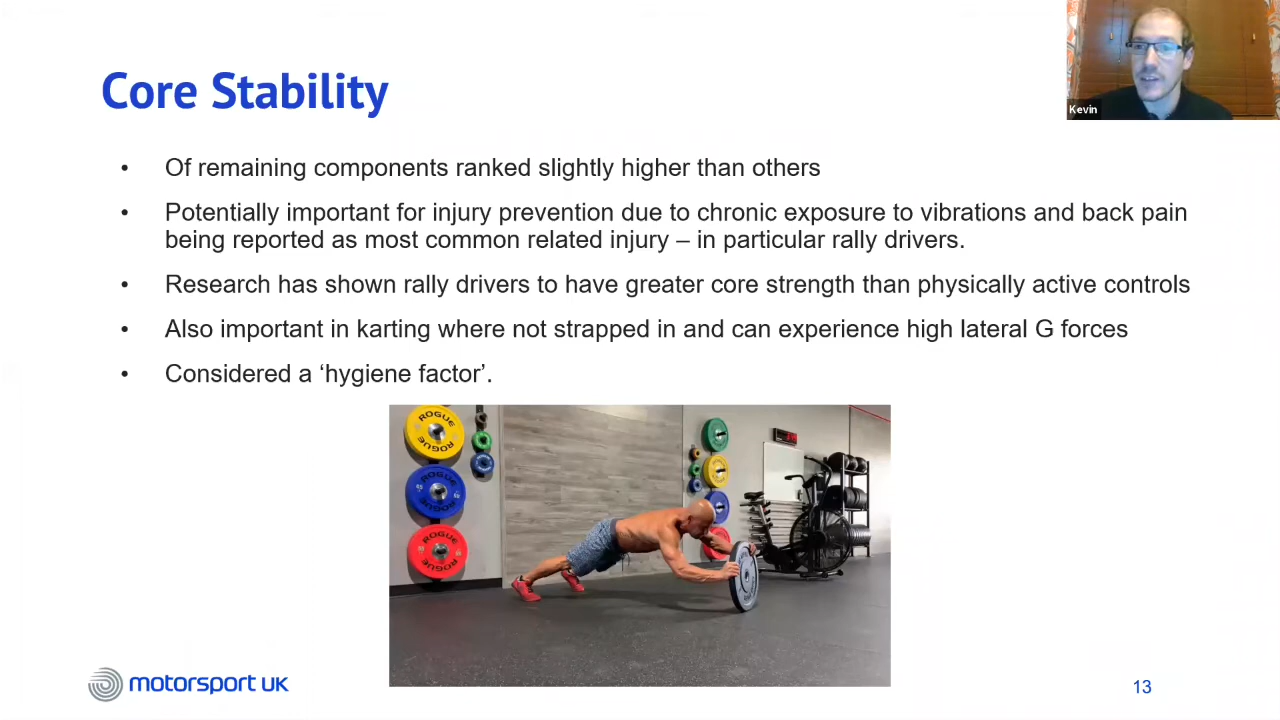 Core Stability
Kevin
• Of remaining components ranked slightly higher than others
• Potentially important for injury prevention due to chronic exposure to vibrations and back pain
being reported as most common related injury – in particular rally drivers.
• Research has shown rally drivers to have greater core strength than physically active controls
• Also important in karting where not strapped in and can experience high lateral G forces
• Considered a ‘hygiene factor’.
ROGUE
ROGUE
ROGUE
ROGUE
motorsport UK
13